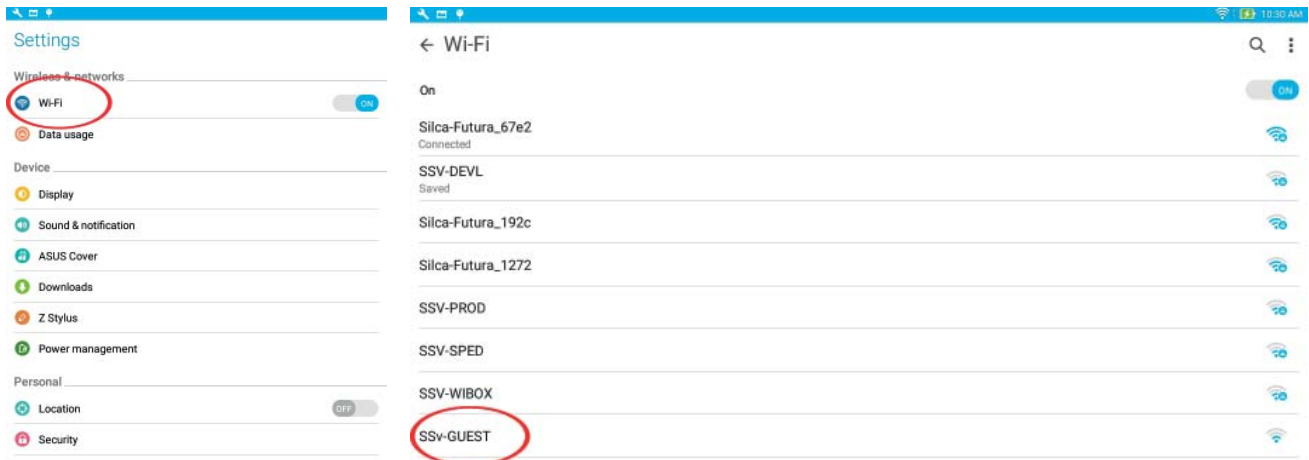 Settings
Wireless & networks
Wi-Fi
ON
Data usage
Device
Display
Sound & notification
ASUS Cover
Downloads
Z Stylus
Power management
Personal
Location
OFF
Security
10:30 AM
Wi-Fi
On
ON
Silca-Futura_67e2
Connected
SSV-DEVL
Saved
Silca-Futura_192c
Silca-Futura_1272
SSV-PROD
SSV-SPED
SSV-WIBOX
SSv-GUEST